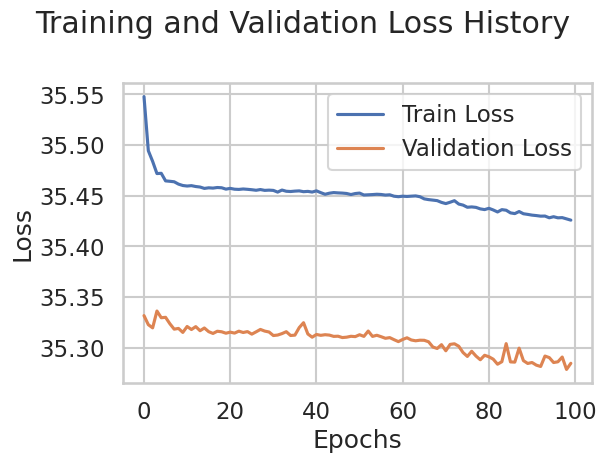 Training and Validation Loss History
35.55
35.50
35.45
35.40
35.35
35.30
Loss
Train Loss
Validation Loss
0 20 40 60 80 100
Epochs